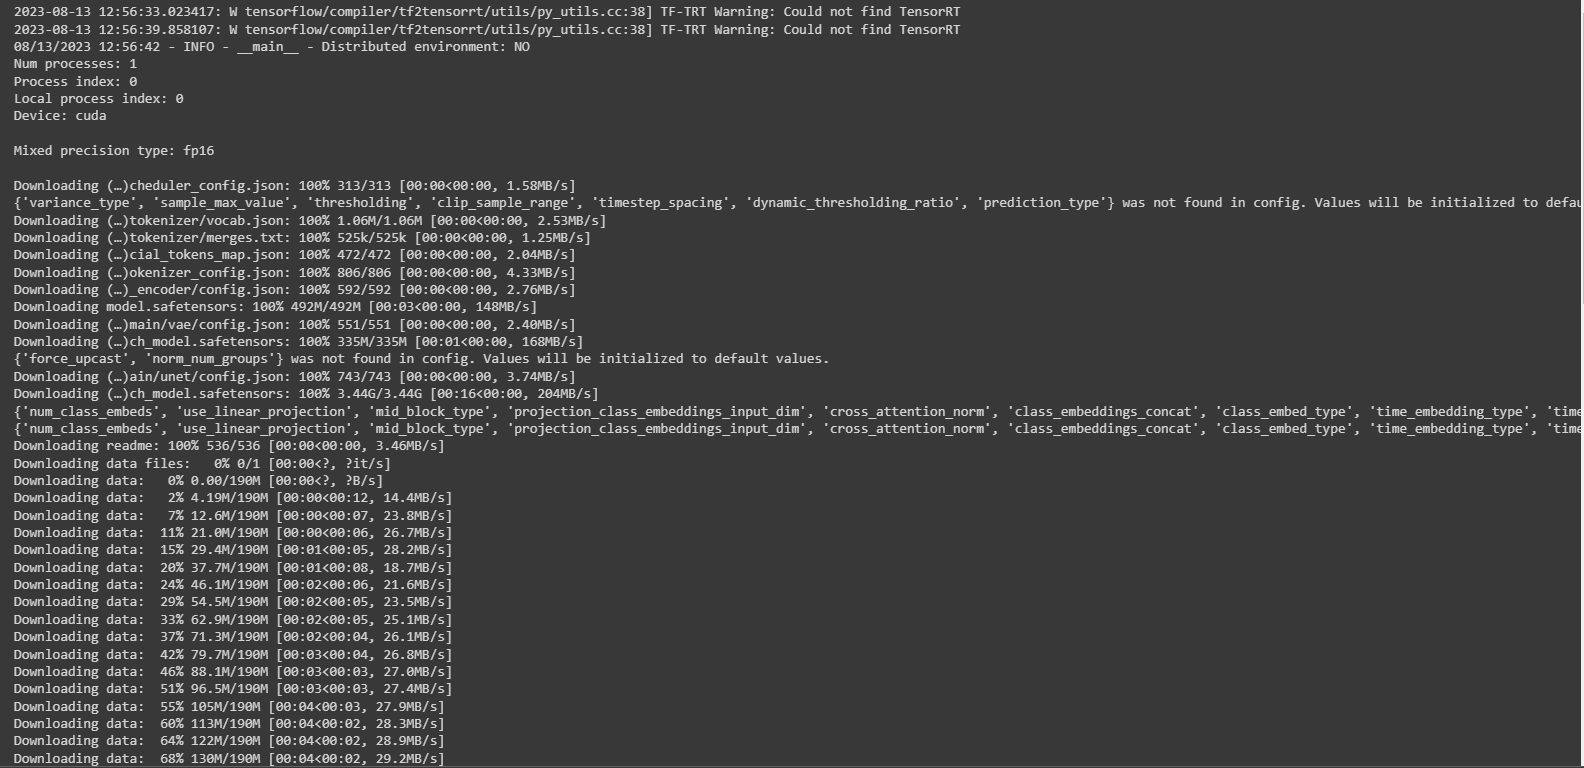 2023-08-13 12:56:33.023417: W tensorflow/compiler/tf2tensorrt/utils/py_utils.cc:38] TF-TRT Warning: Could not find TensorRT
2023-08-13 12:56:39.858107: W tensorflow/compiler/tf2tensorrt/utils/py_utils.cc:38] TF-TRT Warning: Could not find TensorRT
08/13/2023 12:56:42 - INFO - __main__ - Distributed environment: NO
Num processes: 1
Process index: 0
Local process index: 0
Device: cuda
Mixed precision type: fp16
Downloading (…)cheduler_config.json: 100% 313/313 [00:00<00:00, 1.58MB/s]
{'variance_type', 'sample_max_value', 'thresholding', 'clip_sample_range', 'timestep_spacing', 'dynamic_thresholding_ratio', 'prediction_type'} was not found in config. Values will be initialized to defau
Downloading (…)tokenizer/vocab.json: 100% 1.06M/1.06M [00:00<00:00, 2.53MB/s]
Downloading (…)tokenizer/merges.txt: 100% 525k/525k [00:00<00:00, 1.25MB/s]
Downloading (…)cial_tokens_map.json: 100% 472/472 [00:00<00:00, 2.04MB/s]
Downloading (…)okenizer_config.json: 100% 806/806 [00:00<00:00, 4.33MB/s]
Downloading (…)_encoder/config.json: 100% 592/592 [00:00<00:00, 2.76MB/s]
Downloading model.safetensors: 100% 492M/492M [00:03<00:00, 148MB/s]
Downloading (…)main/vae/config.json: 100% 551/551 [00:00<00:00, 2.40MB/s]
Downloading (…)ch_model.safetensors: 100% 335M/335M [00:01<00:00, 168MB/s]
{'force_upcast', 'norm_num_groups'} was not found in config. Values will be initialized to default values.
Downloading (…)ain/unet/config.json: 100% 743/743 [00:00<00:00, 3.74MB/s]
Downloading (…)ch_model.safetensors: 100% 3.44G/3.44G [00:16<00:00, 204MB/s]
{'num_class_embeds', 'use_linear_projection', 'mid_block_type', 'projection_class_embeddings_input_dim', 'cross_attention_norm', 'class_embeddings_concat', 'class_embed_type', 'time_embedding_type', 'time
{'num_class_embeds', 'use_linear_projection', 'mid_block_type', 'projection_class_embeddings_input_dim', 'cross_attention_norm', 'class_embeddings_concat', 'class_embed_type', 'time_embedding_type', 'time
Downloading readme: 100% 536/536 [00:00<00:00, 3.46MB/s]
Downloading data files:   0% 0/1 [00:00<?, ?it/s]
Downloading data:   0% 0.00/190M [00:00<?, ?B/s]
Downloading data:   2% 4.19M/190M [00:00<00:12, 14.4MB/s]
Downloading data:   7% 12.6M/190M [00:00<00:07, 23.8MB/s]
Downloading data:  11% 21.0M/190M [00:00<00:06, 26.7MB/s]
Downloading data:  15% 29.4M/190M [00:01<00:05, 28.2MB/s]
Downloading data:  20% 37.7M/190M [00:01<00:08, 18.7MB/s]
Downloading data:  24% 46.1M/190M [00:02<00:06, 21.6MB/s]
Downloading data:  29% 54.5M/190M [00:02<00:05, 23.5MB/s]
Downloading data:  33% 62.9M/190M [00:02<00:05, 25.1MB/s]
Downloading data:  37% 71.3M/190M [00:02<00:04, 26.1MB/s]
Downloading data:  42% 79.7M/190M [00:03<00:04, 26.8MB/s]
Downloading data:  46% 88.1M/190M [00:03<00:03, 27.0MB/s]
Downloading data:  51% 96.5M/190M [00:03<00:03, 27.4MB/s]
Downloading data:  55% 105M/190M [00:04<00:03, 27.9MB/s]
Downloading data:  60% 113M/190M [00:04<00:02, 28.3MB/s]
Downloading data:  64% 122M/190M [00:04<00:02, 28.9MB/s]
Downloading data:  68% 130M/190M [00:04<00:02, 29.2MB/s]